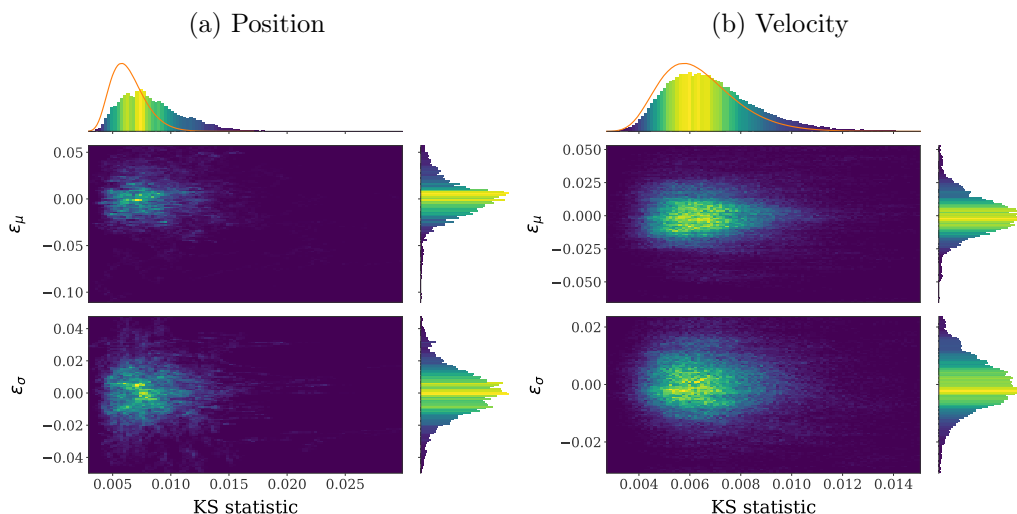 (a) Position
(b) Velocity
0.05
0.00
−0.05
−0.10
εμ
0.050
0.025
0.000
−0.025
−0.050
εμ
0.04
0.02
0.00
−0.02
−0.04
εσ
0.02
0.00
−0.02
εσ
0.005 0.010 0.015 0.020 0.025
KS statistic
0.004 0.006 0.008 0.010 0.012 0.014
KS statistic